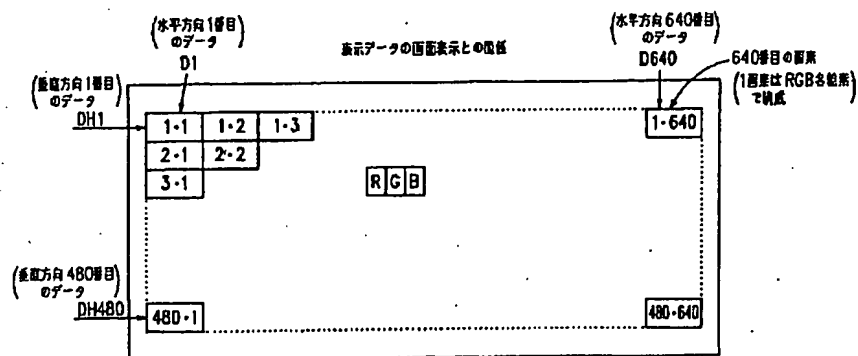 表示データの画面表示との関係
(水平方向1番目
のデータ)
D1
(水平方向640番目
のデータ)
D640
640番目の画素
(1画素はRGB各絵素
で構成)
(垂直方向1番目
のデータ)
DH1
1・1 1・2 1・3
1・640
2・1 2・2
3・1
R G B
(垂直方向480番目
のデータ)
DH480
480・1
480・640